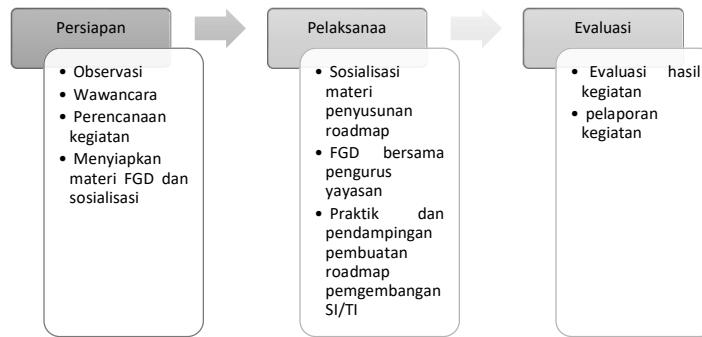 Persiapan
• Observasi
• Wawancara
• Perencanaan
kegiatan
• Menyiapkan
materi FGD dan
sosialisasi
Pelaksanaa
• Sosialisasi
materi
penyusunan
roadmap
• FGD bersama
pengurus
yayasan
• Praktik dan
pendampingan
pembuatan
roadmap
pemgembangan
SI/TI
Evaluasi
• Evaluasi hasil
kegiatan
• pelaporan
kegiatan